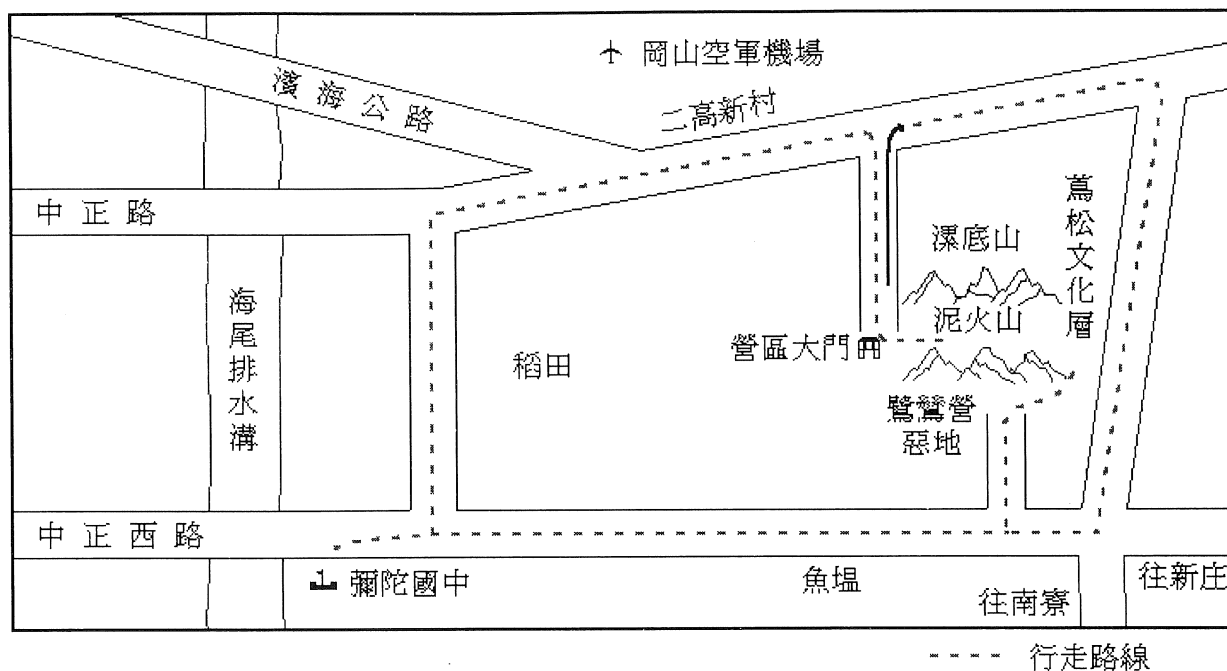 岡山空軍機場
濱海公路
二高新村
中正路
蔦松文化層
漯底山
海尾排水溝
泥火山
營區大門
稻田
鷺鷥營
惡地
中正西路
彌陀國中
魚塭
往南寮
往新庄
行走路線